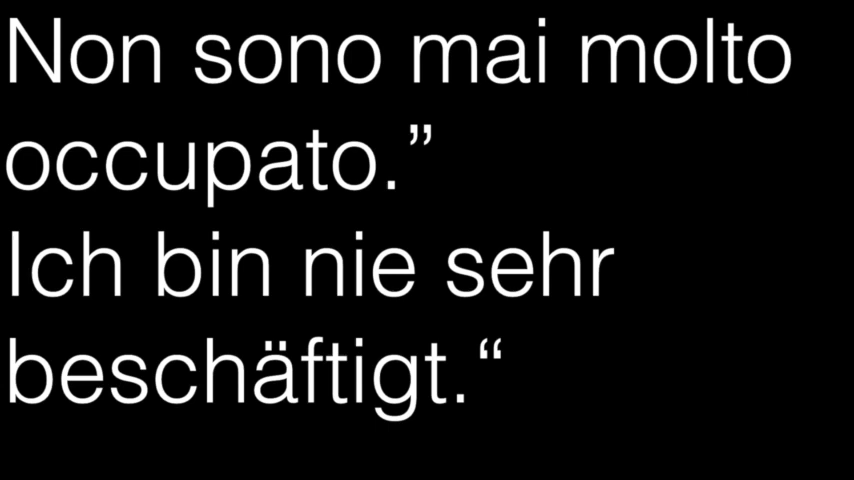 Non sono mai molto
occupato.”
Ich bin nie sehr
beschäftigt.“